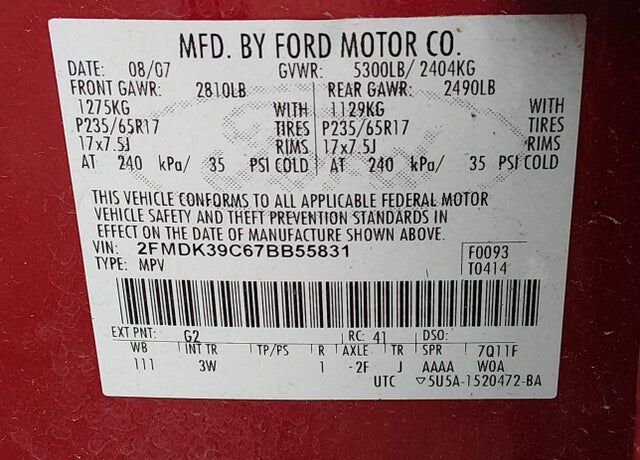 MFD. BY FORD MOTOR CO.
DATE: 08/07 GVWR: 5300LB/ 2404KG
FRONT GAWR: 2810LB REAR GAWR: 2490LB
1275KG WITH 1129KG WITH
P235/65R17 TIRES P235/65R17 TIRES
17x7.5J RIMS 17x7.5J RIMS
AT 240 kPa/ 35 PSI COLD AT 240 kPa/ 35 PSI COLD
THIS VEHICLE CONFORMS TO ALL APPLICABLE FEDERAL MOTOR
VEHICLE SAFETY AND THEFT PREVENTION STANDARDS IN
EFFECT ON THE DATE OF MANUFACTURE SHOWN ABOVE.
VIN: 2FMDK39C67BB55831 F0093
TYPE: MPV T0414
EXT PNT: G2 RC: 41 DSO:
WB INT TR TP/PS R AXLE TR SPR 7Q11F
111 3W 1 -2F J AAAA WOA
UTC ▽5U5A-1520472-BA